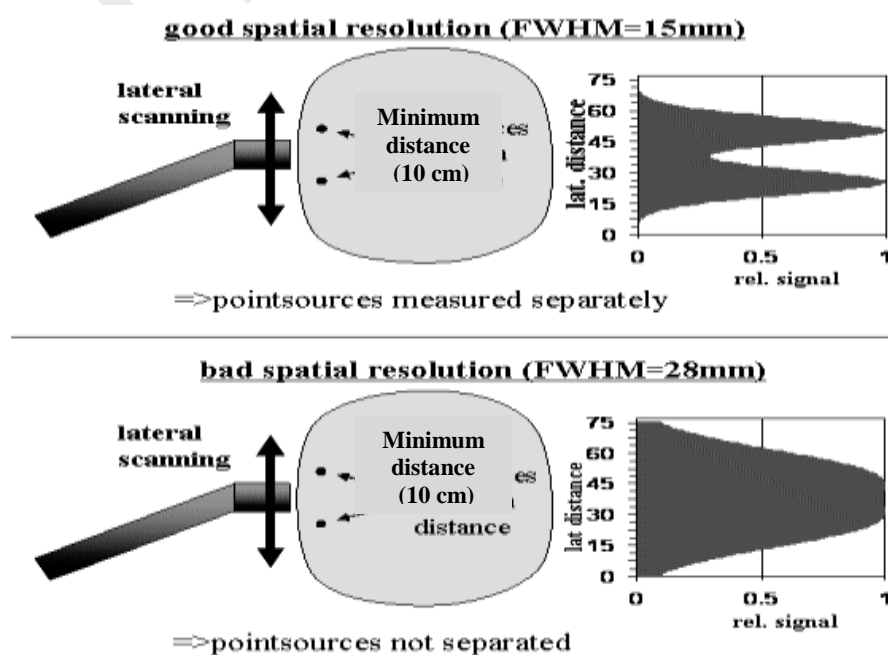 good spatial resolution (FWHM=15mm)
lateral
scanning
Minimum
distance
(10 cm)
75
60
45
30
15
0
lat. distance
0
0.5
1
rel. signal
=>pointsources measured separately
bad spatial resolution (FWHM=28mm)
lateral
scanning
Minimum
distance
(10 cm)
distance
75
60
45
30
15
0
lat distance
0
0.5
1
rel. signal
=>pointsources not separated